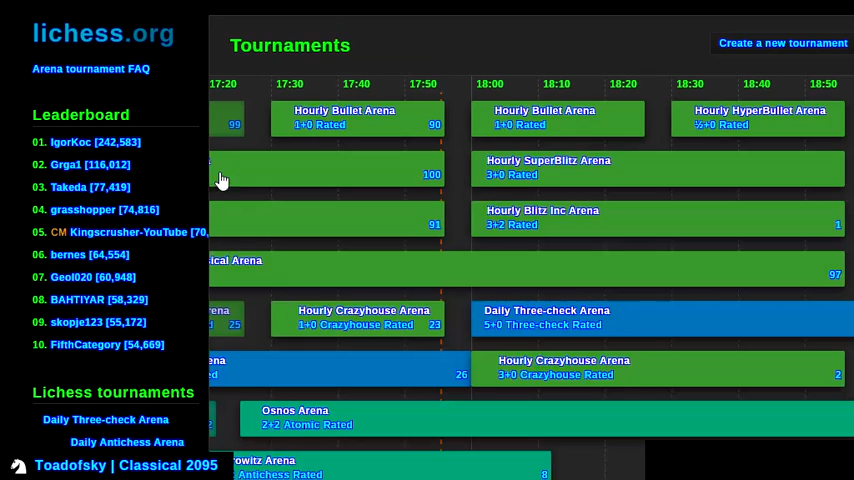 lichess.org
Arena tournament FAQ
Leaderboard
01. IgorKoc [242,583]
02. Grga1 [116,012]
03. Takeda [77,419]
04. grasshopper [74,816]
05. CM Kingscrusher-YouTube [70,
06. bernes [64,554]
07. Geol020 [60,948]
08. BAHTIYAR [58,329]
09. skopje123 [55,172]
10. FifthCategory [54,669]
Lichess tournaments
Daily Three-check Arena
Daily Antichess Arena
Toadofsky | Classical 2095
Tournaments
Create a new tournament
17:20 17:30 17:40 17:50 18:00 18:10 18:20 18:30 18:40 18:50
99
Hourly Bullet Arena
1+0 Rated 90
Hourly Bullet Arena
1+0 Rated
Hourly HyperBullet Arena
½+0 Rated
100
Hourly SuperBlitz Arena
3+0 Rated
91
Hourly Blitz Inc Arena
3+2 Rated 1
ical Arena
97
rena
d 25
Hourly Crazyhouse Arena
1+0 Crazyhouse Rated 23
Daily Three-check Arena
5+0 Three-check Rated
ena
ed 26
Hourly Crazyhouse Arena
3+0 Crazyhouse Rated 2
2
Osnos Arena
2+2 Atomic Rated
rowitz Arena
Antichess Rated 8